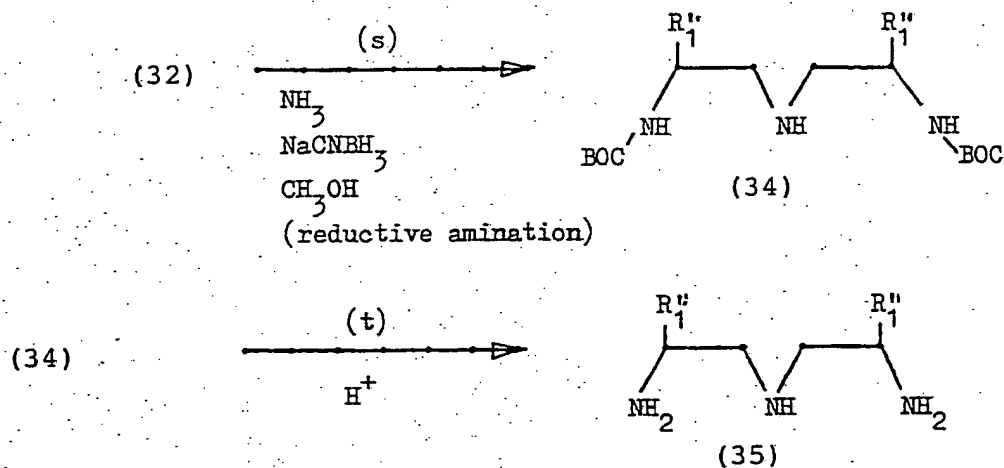 (s)
(32)
NH3
NaCNBH3
CH3OH
(reductive amination)
R1" R1"
NH NH NH
BOC BOC
(34)
(t)
(34)
H+
R1" R1"
NH2 NH NH2
(35)